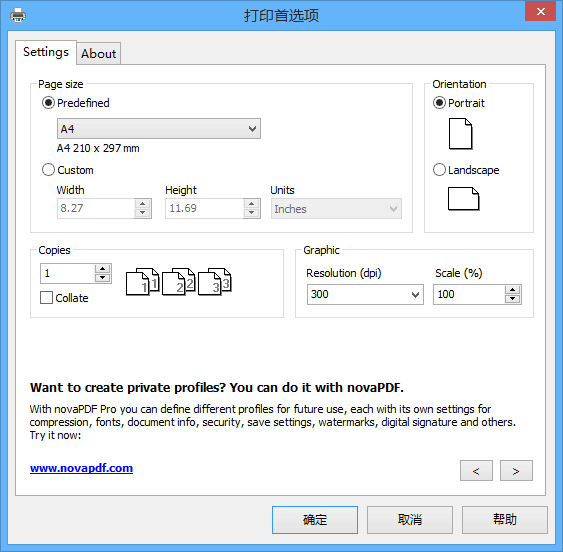 打印首选项
Settings
About
Page size
Predefined
A4
A4 210 x 297 mm
Custom
Width
Height
Units
8.27
11.69
Inches
Orientation
Portrait
Landscape
Copies
1
Collate
1 1 2 2 3 3
Graphic
Resolution (dpi)
Scale (%)
300
100
Want to create private profiles? You can do it with novaPDF.
With novaPDF Pro you can define different profiles for future use, each with its own settings for
compression, fonts, document info, security, save settings, watermarks, digital signature and others.
Try it now:
www.novapdf.com
<
>
确定
取消
帮助